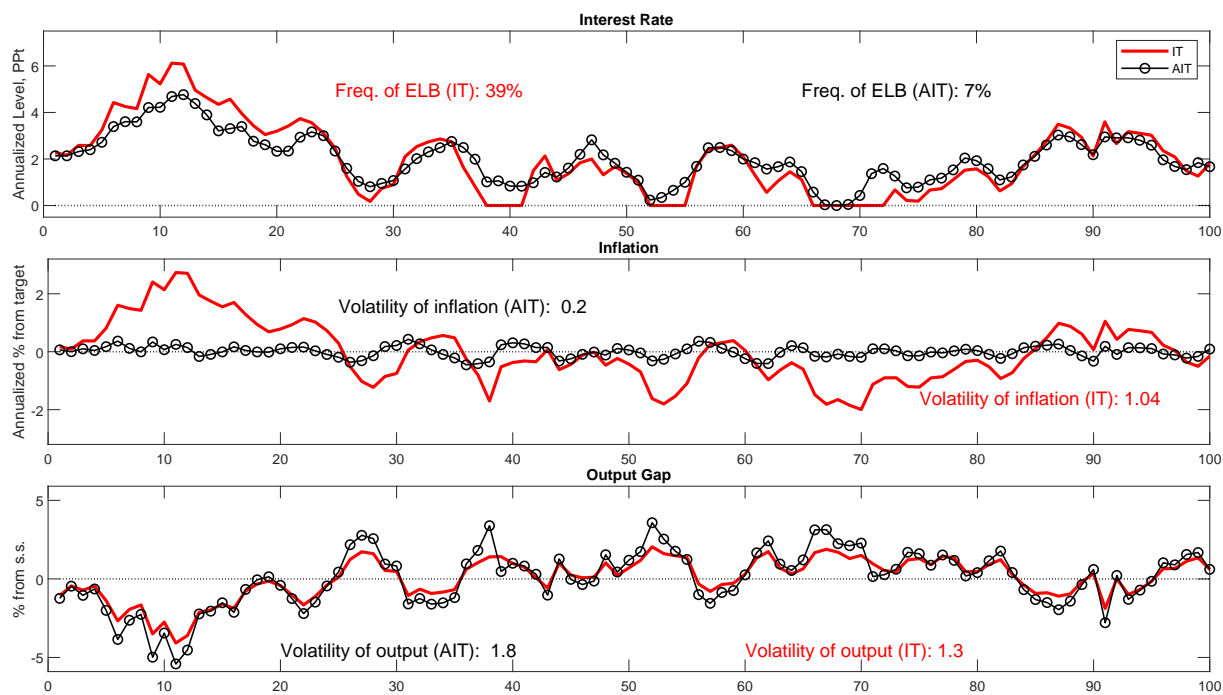 Interest Rate
Annualized Level, PPt
6
4
2
0
Freq. of ELB (IT): 39%
Freq. of ELB (AIT): 7%
IT
AIT
0 10 20 30 40 50 60 70 80 90 100
Inflation
Annualized % from target
2
0
-2
Volatility of inflation (AIT): 0.2
Volatility of inflation (IT): 1.04
0 10 20 30 40 50 60 70 80 90 100
Output Gap
% from s.s.
5
0
-5
Volatility of output (AIT): 1.8
Volatility of output (IT): 1.3
0 10 20 30 40 50 60 70 80 90 100